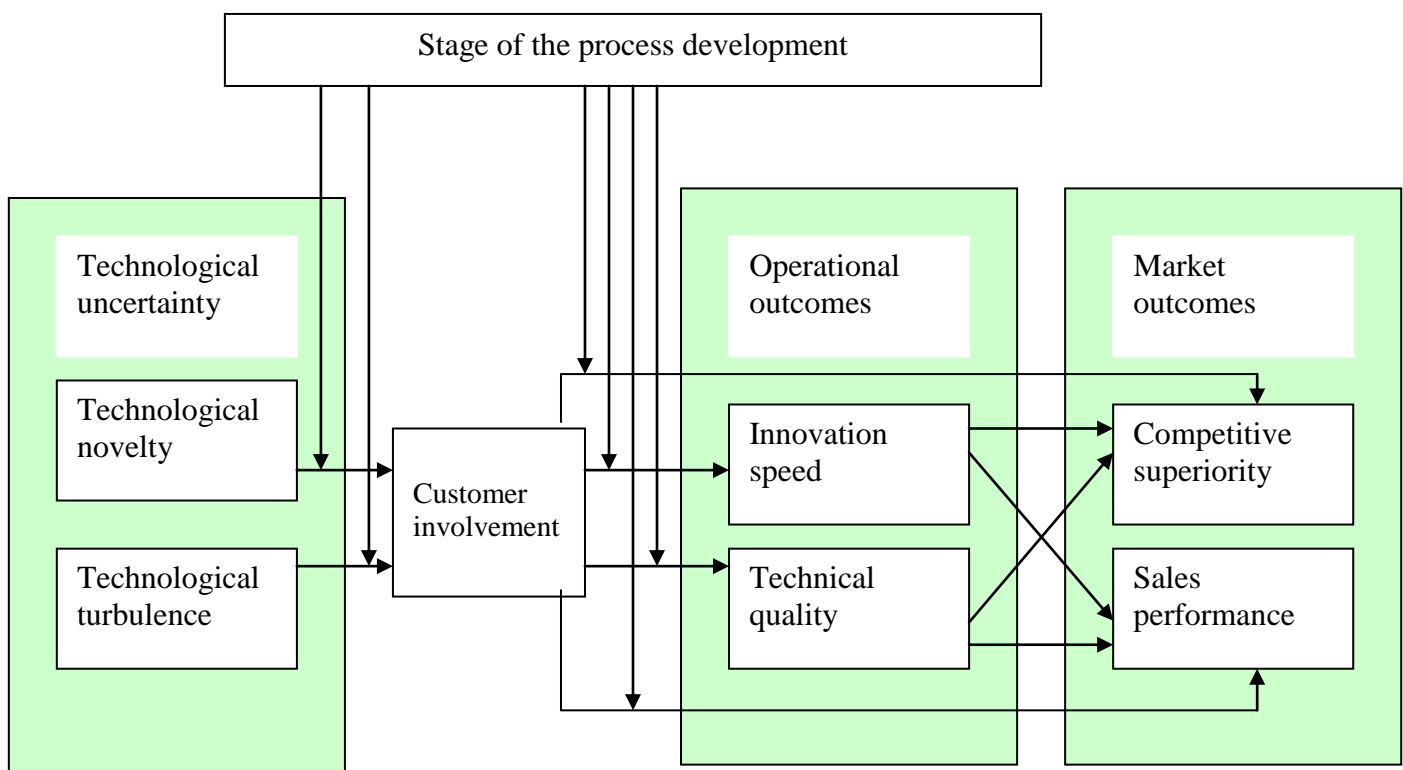 Stage of the process development
Technological
uncertainty
Technological
novelty
Technological
turbulence
Customer
involvement
Operational
outcomes
Innovation
speed
Technical
quality
Market
outcomes
Competitive
superiority
Sales
performance